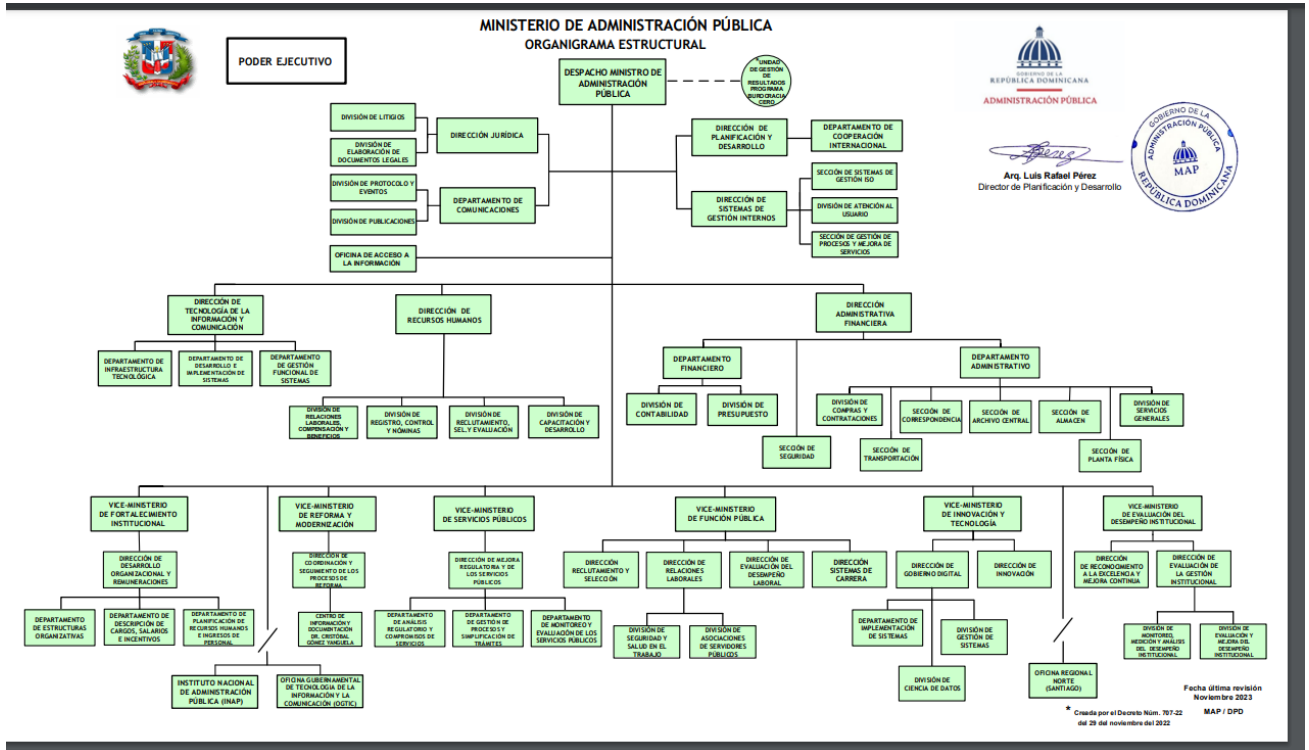 MINISTERIO DE ADMINISTRACIÓN PÚBLICA
ORGANIGRAMA ESTRUCTURAL
PODER EJECUTIVO
DESPACHO MINISTRO DE
ADMINISTRACIÓN
PÚBLICA
*UNIDAD
DE GESTIÓN
DE
RESULTADOS
PROGRAMA
BUROCRACIA
CERO
GOBIERNO DE LA
REPÚBLICA DOMINICANA
ADMINISTRACIÓN PÚBLICA
Arq. Luis Rafael Pérez
Director de Planificación y Desarrollo
GOBIERNO DE LA
ADMINISTRACIÓN PÚBLICA
MAP
REPÚBLICA DOMINICANA
DIVISIÓN DE LITIGIOS
DIVISIÓN DE
ELABORACIÓN DE
DOCUMENTOS LEGALES
DIRECCIÓN JURÍDICA
DIVISIÓN DE PROTOCOLO Y
EVENTOS
DIVISIÓN DE PUBLICACIONES
DEPARTAMENTO DE
COMUNICACIONES
OFICINA DE ACCESO A
LA INFORMACIÓN
DIRECCIÓN DE
PLANIFICACIÓN Y
DESARROLLO
DEPARTAMENTO DE
COOPERACIÓN
INTERNACIONAL
DIRECCIÓN DE
SISTEMAS DE
GESTIÓN INTERNOS
SECCIÓN DE SISTEMAS DE
GESTIÓN ISO
DIVISIÓN DE ATENCIÓN AL
USUARIO
SECCIÓN DE GESTIÓN DE
PROCESOS Y MEJORA DE
SERVICIOS
DIRECCIÓN DE
TECNOLOGÍA DE LA
INFORMACIÓN Y
COMUNICACIÓN
DEPARTAMENTO DE
INFRAESTRUCTURA
TECNOLÓGICA
DEPARTAMENTO DE
DESARROLLO E
IMPLEMENTACIÓN DE
SISTEMAS
DEPARTAMENTO
DE GESTIÓN
FUNCIONAL DE
SISTEMAS
DIRECCIÓN DE
RECURSOS HUMANOS
DIVISIÓN DE
RELACIONES
LABORALES,
COMPENSACIÓN Y
BENEFICIOS
DIVISIÓN DE
REGISTRO, CONTROL
Y NÓMINAS
DIVISIÓN DE
RECLUTAMIENTO,
SEL.Y EVALUACIÓN
DIVISIÓN DE
CAPACITACIÓN Y
DESARROLLO
DIRECCIÓN
ADMINISTRATIVA
FINANCIERA
DEPARTAMENTO
FINANCIERO
DIVISIÓN DE
CONTABILIDAD
DIVISIÓN DE
PRESUPUESTO
SECCIÓN DE
SEGURIDAD
DEPARTAMENTO
ADMINISTRATIVO
DIVISIÓN DE
COMPRAS Y
CONTRATACIONES
SECCIÓN DE
CORRESPONDENCIA
SECCIÓN DE
ARCHIVO CENTRAL
SECCIÓN DE
ALMACEN
DIVISIÓN DE
SERVICIOS
GENERALES
SECCIÓN DE
TRANSPORTACIÓN
SECCIÓN DE
PLANTA FÍSICA
VICE-MINISTERIO
DE FORTALECIMIENTO
INSTITUCIONAL
DIRECCIÓN DE
DESARROLLO
ORGANIZACIONAL Y
REMUNERACIONES
DEPARTAMENTO
DE ESTRUCTURAS
ORGANIZATIVAS
DEPARTAMENTO DE
DESCRIPCIÓN DE
CARGOS, SALARIOS
E INCENTIVOS
DEPARTAMENTO DE
PLANIFICACIÓN DE
RECURSOS HUMANOS
E INGRESOS DE
PERSONAL
INSTITUTO NACIONAL
DE ADMINISTRACIÓN
PÚBLICA (INAP)
VICE-MINISTERIO
DE REFORMA Y
MODERNIZACIÓN
DIRECCIÓN DE
COORDINACIÓN Y
SEGUIMIENTO DE LOS
PROCESOS DE
REFORMA
CENTRO DE
INFORMACIÓN Y
DOCUMENTACIÓN
DR. CRISTÓBAL
GÓMEZ YANGUELA
OFICINA GUBERNAMENTAL
DE TECNOLOGIA DE LA
INFORMACIÓN Y LA
COMUNICACIÓN (OGTIC)
VICE-MINISTERIO
DE SERVICIOS PÚBLICOS
DIRECCIÓN DE MEJORA
REGULATORIA Y DE
LOS SERVICIOS
PÚBLICOS
DEPARTAMENTO
DE ANÁLISIS
REGULATORIO Y
COMPROMISOS DE
SERVICIOS
DEPARTAMENTO
DE GESTIÓN DE
PROCESOS Y
SIMPLIFICACIÓN DE
TRÁMITES
DEPARTAMENTO
DE MONITOREO Y
EVALUACIÓN DE LOS
SERVICIOS PÚBLICOS
VICE-MINISTERIO
DE FUNCIÓN PÚBLICA
DIRECCIÓN
RECLUTAMIENTO Y
SELECCIÓN
DIRECCIÓN DE
RELACIONES
LABORALES
DIRECCIÓN DE
EVALUACIÓN DEL
DESEMPEÑO
LABORAL
DIRECCIÓN
SISTEMAS DE
CARRERA
DIVISIÓN DE
SEGURIDAD Y
SALUD EN EL
TRABAJO
DIVISIÓN DE
ASOCIACIONES
DE SERVIDORES
PÚBLICOS
VICE-MINISTERIO
DE INNOVACIÓN Y
TECNOLOGÍA
DIRECCIÓN DE
GOBIERNO DIGITAL
DIRECCIÓN DE
INNOVACIÓN
DEPARTAMENTO DE
IMPLEMENTACIÓN
DE SISTEMAS
DIVISIÓN DE
GESTIÓN DE
SISTEMAS
DIVISIÓN DE
CIENCIA DE DATOS
OFICINA REGIONAL
NORTE
(SANTIAGO)
VICE-MINISTERIO
DE EVALUACIÓN DEL
DESEMPEÑO INSTITUCIONAL
DIRECCIÓN
DE RECONOCIMIENTO
A LA EXCELENCIA Y
MEJORA CONTINUA
DIRECCIÓN DE
EVALUACIÓN DE
LA GESTIÓN
INSTITUCIONAL
DIVISIÓN DE
MONITOREO,
MEDICIÓN Y ANÁLISIS
DEL DESEMPEÑO
INSTITUCIONAL
DIVISIÓN DE
EVALUACIÓN Y
MEJORA DEL
DESEMPEÑO
INSTITUCIONAL
Fecha última revisión
Noviembre 2023
MAP / DPD
* Creada por el Decreto Núm. 707-22
del 29 del noviembre del 2022